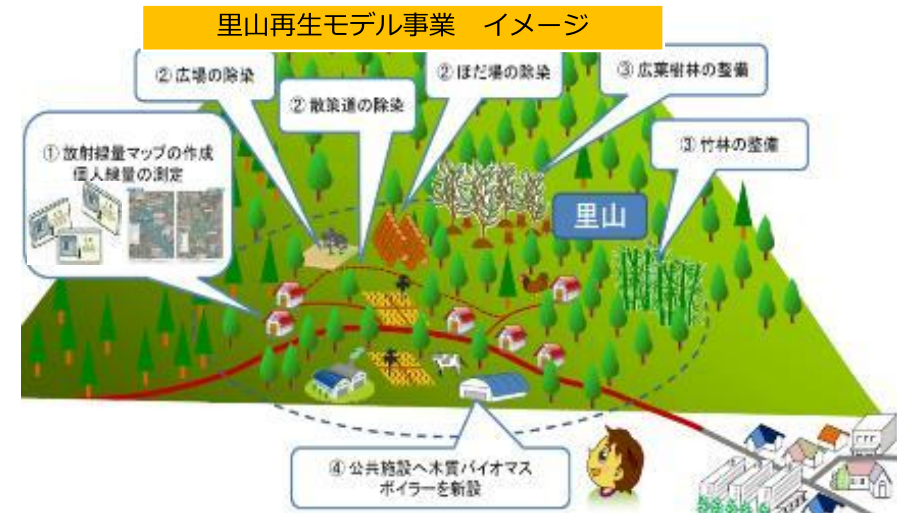 里山再生モデル事業　イメージ
② 広場の除染
② ほだ場の除染
③ 広葉樹林の整備
② 散策道の除染
③ 竹林の整備
① 放射線量マップの作成
個人線量の測定
里山
④ 公共施設へ木質バイオマス
ボイラーを新設